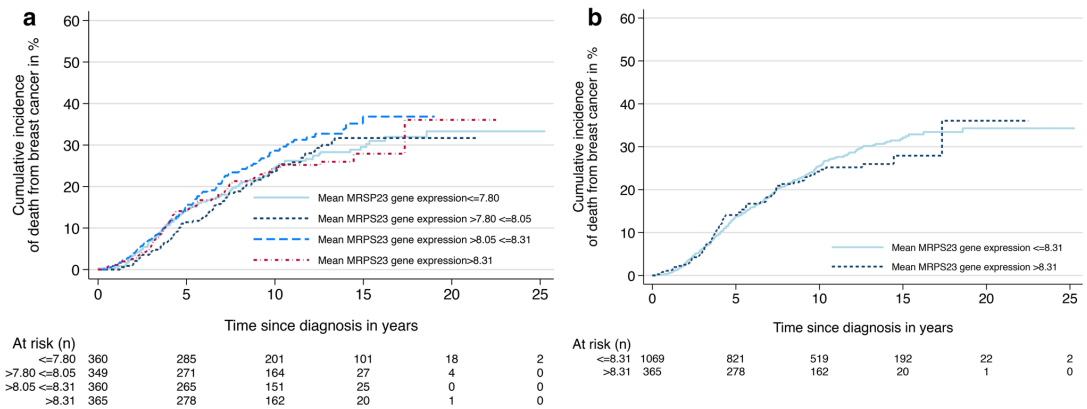 a
Cumulative incidence
of death from breast cancer in %
60
50
40
30
20
10
0
Mean MRSP23 gene expression<=7.80
Mean MRPS23 gene expression >7.80 <=8.05
Mean MRPS23 gene expression >8.05 <=8.31
Mean MRPS23 gene expression>8.31
0 5 10 15 20 25
Time since diagnosis in years
At risk (n)
<=7.80 360 285 201 101 18 2
>7.80 <=8.05 349 271 164 27 4 0
>8.05 <=8.31 360 265 151 25 0 0
>8.31 365 278 162 20 1 0
b
Cumulative incidence
of death from breast cancer in %
60
50
40
30
20
10
0
Mean MRPS23 gene expression <=8.31
Mean MRPS23 gene expression >8.31
0 5 10 15 20 25
Time since diagnosis in years
At risk (n)
<=8.31 1069 821 519 192 22 2
>8.31 365 278 162 20 1 0